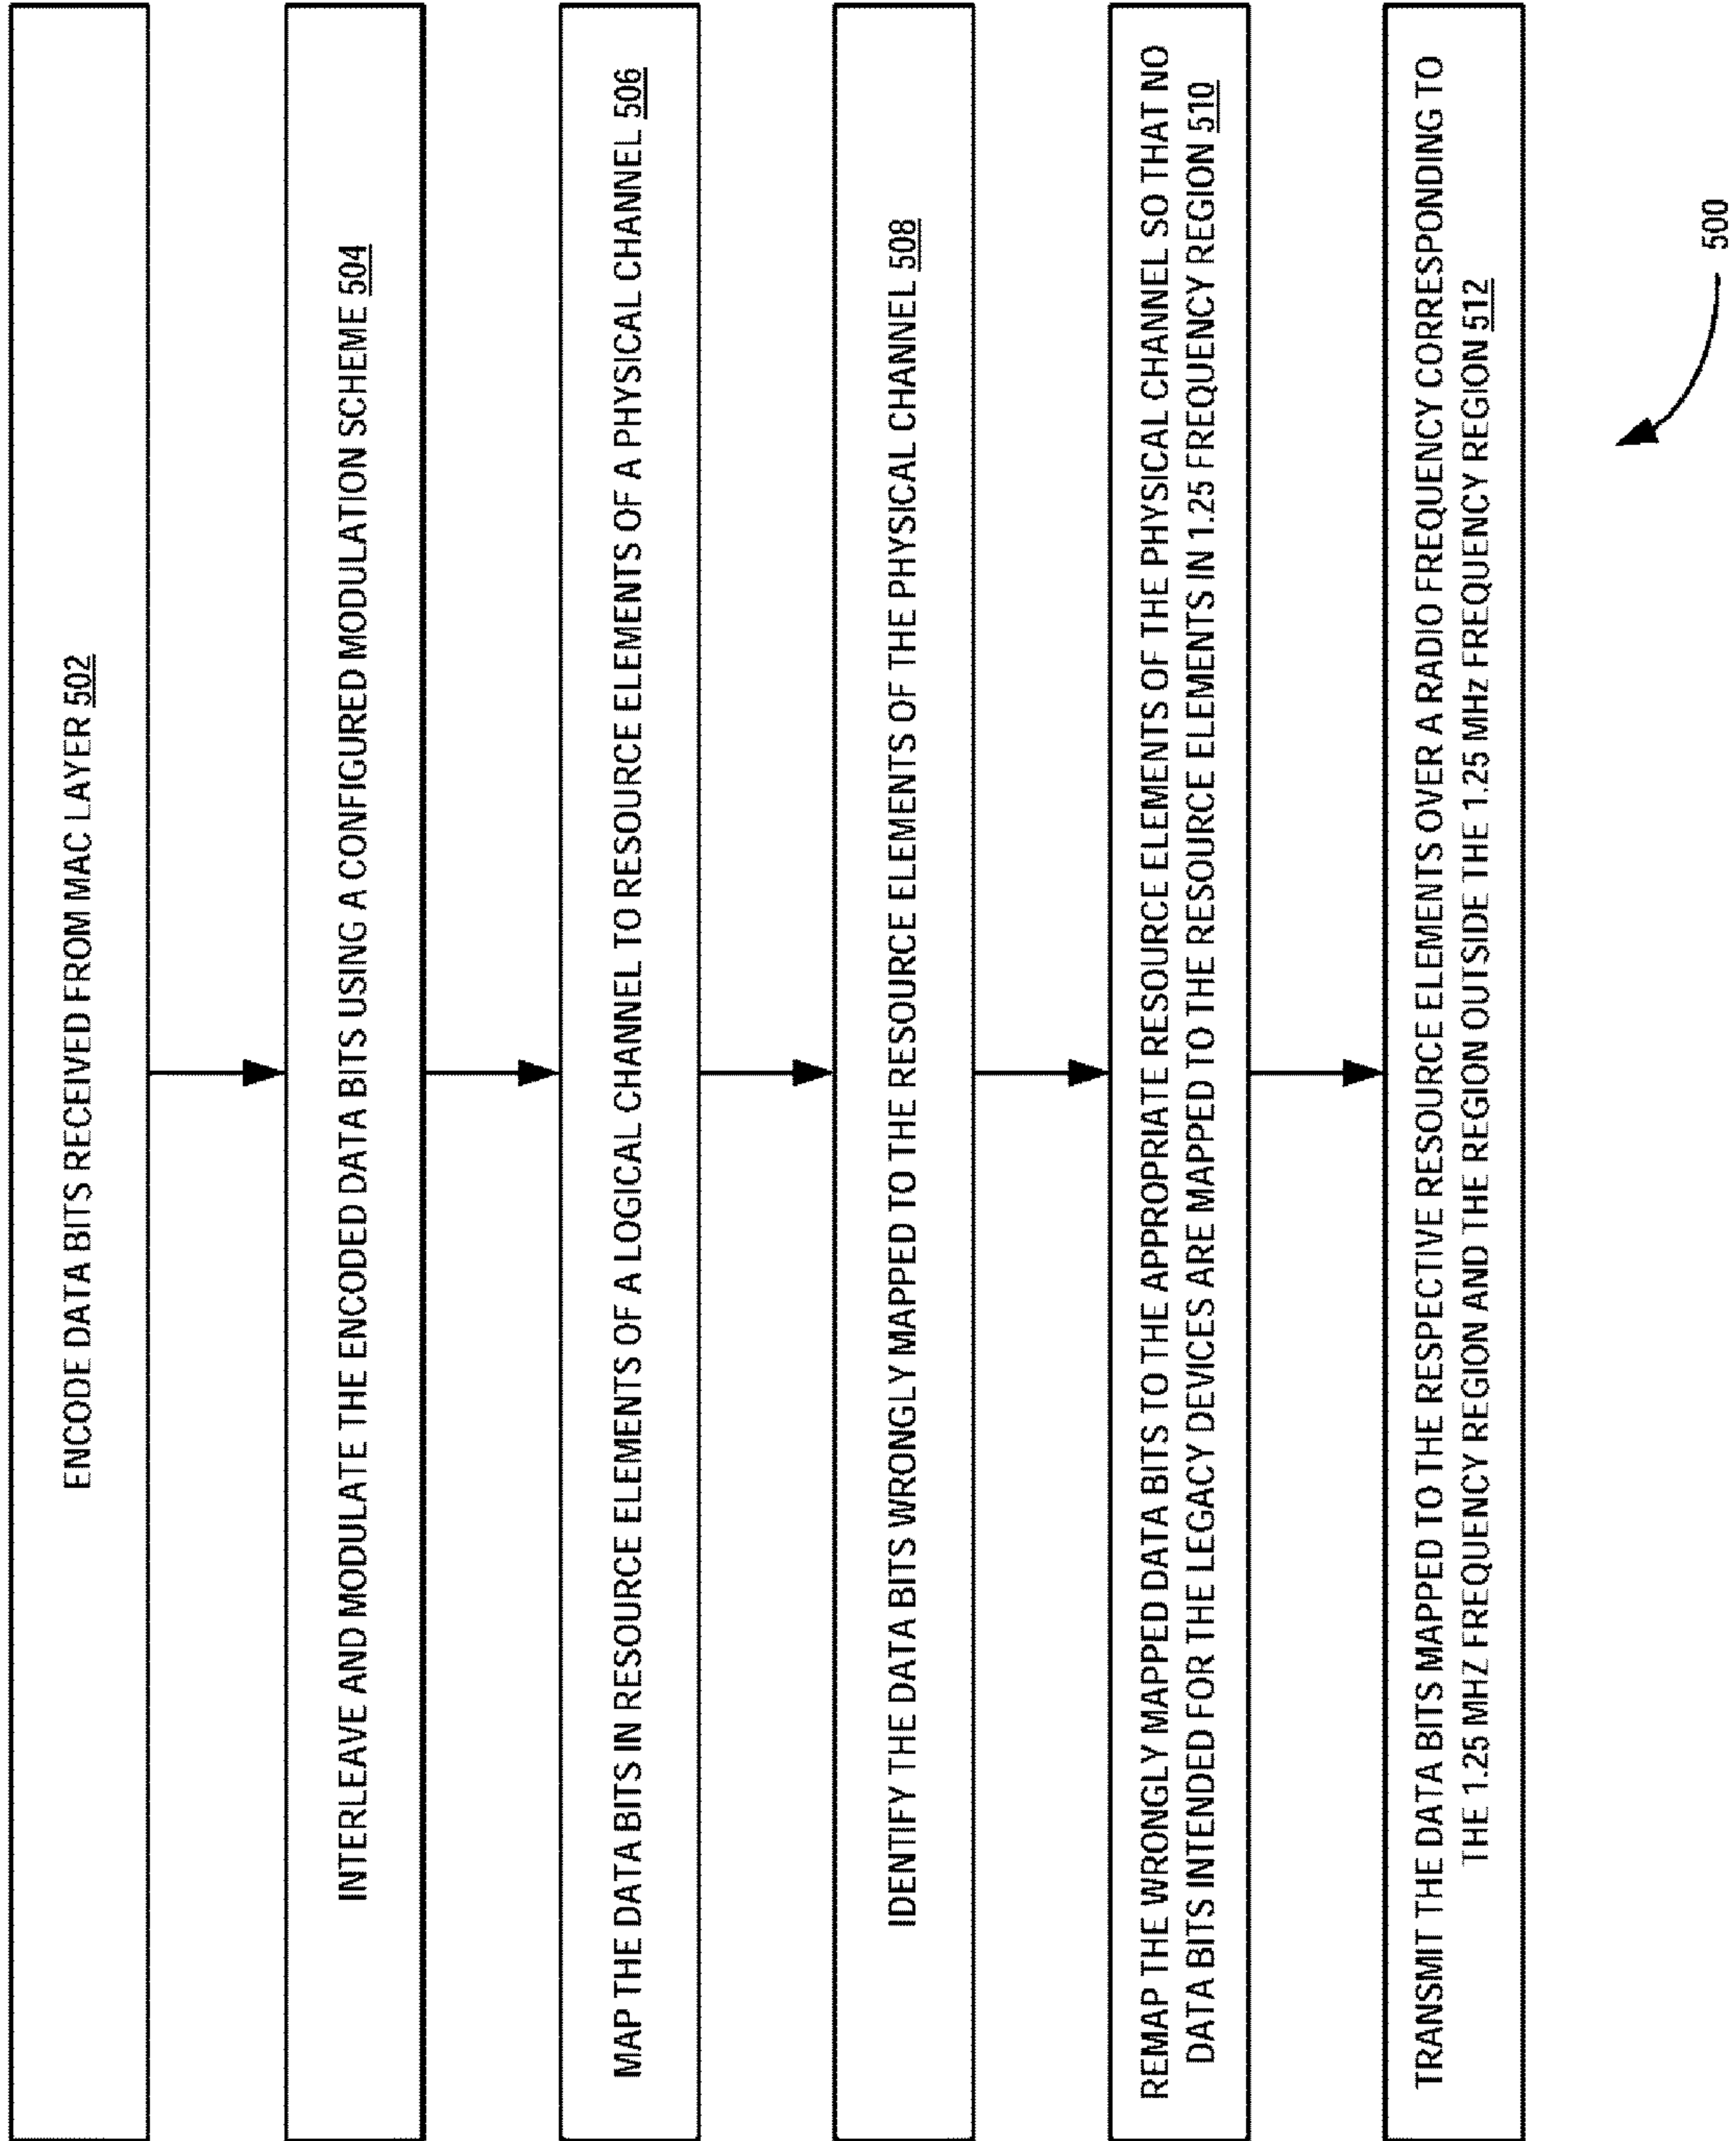 ENCODE DATA BITS RECEIVED FROM MAC LAYER 502
INTERLEAVE AND MODULATE THE ENCODED DATA BITS USING A CONFIGURED MODULATION SCHEME 504
MAP THE DATA BITS IN RESOURCE ELEMENTS OF A LOGICAL CHANNEL TO RESOURCE ELEMENTS OF A PHYSICAL CHANNEL 506
IDENTIFY THE DATA BITS WRONGLY MAPPED TO THE RESOURCE ELEMENTS OF THE PHYSICAL CHANNEL 508
REMAP THE WRONGLY MAPPED DATA BITS TO THE APPROPRIATE RESOURCE ELEMENTS OF THE PHYSICAL CHANNEL SO THAT NO
DATA BITS INTENDED FOR THE LEGACY DEVICES ARE MAPPED TO THE RESOURCE ELEMENTS IN 1.25 FREQUENCY REGION 510
TRANSMIT THE DATA BITS MAPPED TO THE RESPECTIVE RESOURCE ELEMENTS OVER A RADIO FREQUENCY CORRESPONDING TO
THE 1.25 MHZ FREQUENCY REGION AND THE REGION OUTSIDE THE 1.25 MHz FREQUENCY REGION 512
500